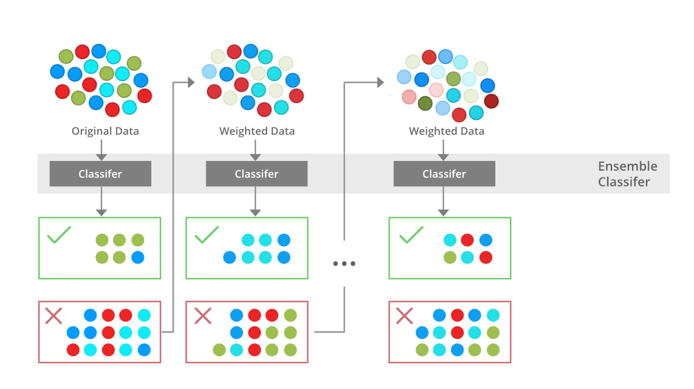 Original Data
Weighted Data
Weighted Data
Classifer
Classifer
Classifer
Ensemble
Classifer
...